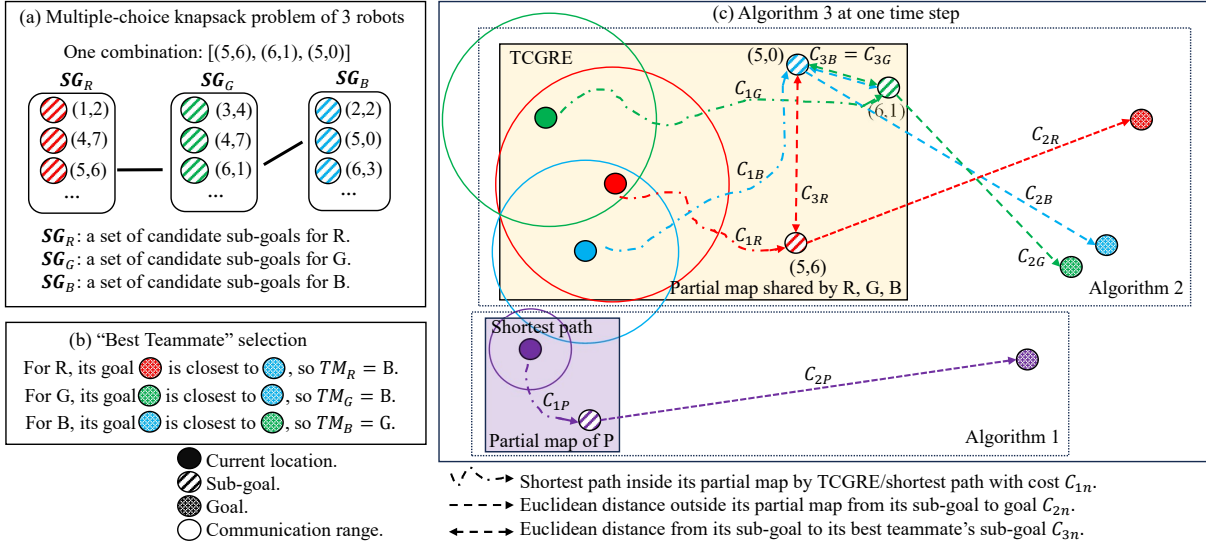 (a) Multiple-choice knapsack problem of 3 robots
One combination: [(5,6), (6,1), (5,0)]
SG_R SG_G SG_B
(1,2) (3,4) (2,2)
(4,7) (4,7) (5,0)
(5,6) (6,1) (6,3)
... ... ...
SG_R: a set of candidate sub-goals for R.
SG_G: a set of candidate sub-goals for G.
SG_B: a set of candidate sub-goals for B.
(b) “Best Teammate” selection
For R, its goal is closest to , so TM_R = B.
For G, its goal is closest to , so TM_G = B.
For B, its goal is closest to , so TM_B = G.
Current location.
Sub-goal.
Goal.
Communication range.
(c) Algorithm 3 at one time step
TCGRE
(5,0)
C_3B = C_3G
C_1G
(6,1)
C_2R
C_1B
C_3R
C_2B
C_1R
(5,6)
C_2G
Partial map shared by R, G, B
Algorithm 2
Shortest path
C_1P
C_2P
Partial map of P
Algorithm 1
Shortest path inside its partial map by TCGRE/shortest path with cost C_1n.
Euclidean distance outside its partial map from its sub-goal to goal C_2n.
Euclidean distance from its sub-goal to its best teammate’s sub-goal C_3n.